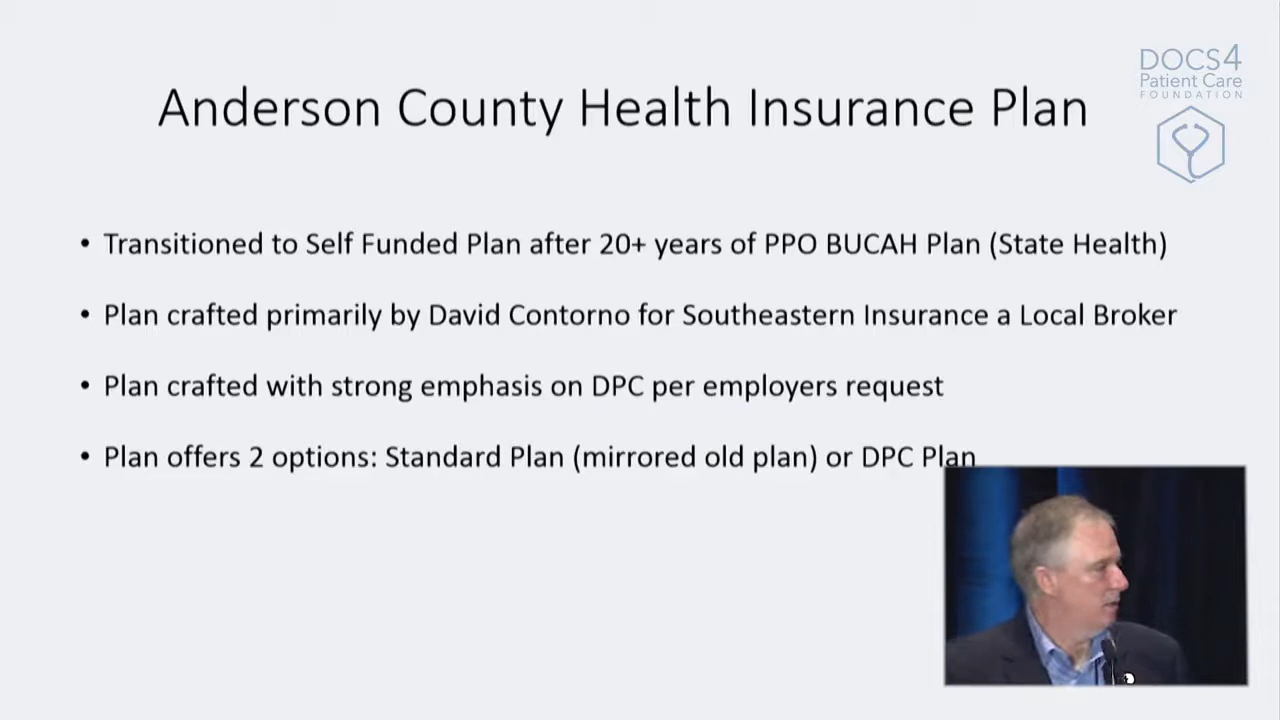 DOCS4
Patient Care
FOUNDATION
Anderson County Health Insurance Plan
• Transitioned to Self Funded Plan after 20+ years of PPO BUCAH Plan (State Health)
• Plan crafted primarily by David Contorno for Southeastern Insurance a Local Broker
• Plan crafted with strong emphasis on DPC per employers request
• Plan offers 2 options: Standard Plan (mirrored old plan) or DPC Plan